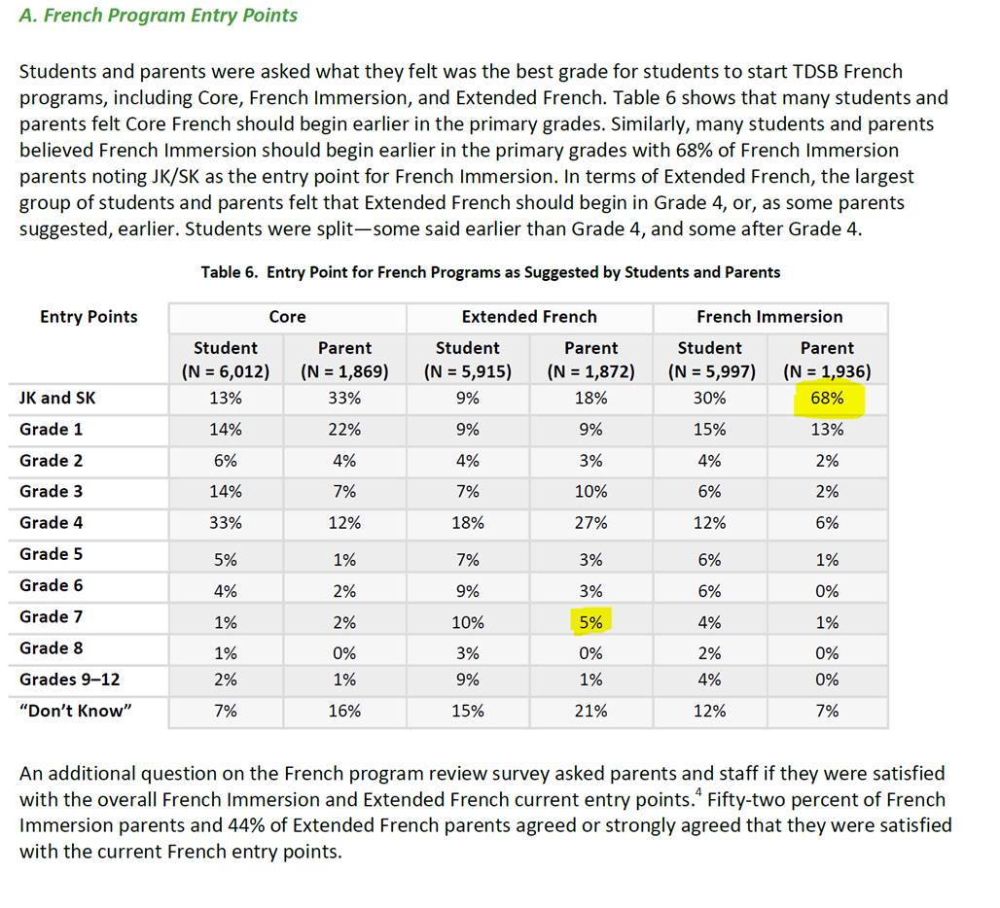 A. French Program Entry Points
Students and parents were asked what they felt was the best grade for students to start TDSB French
programs, including Core, French Immersion, and Extended French. Table 6 shows that many students and
parents felt Core French should begin earlier in the primary grades. Similarly, many students and parents
believed French Immersion should begin earlier in the primary grades with 68% of French Immersion
parents noting JK/SK as the entry point for French Immersion. In terms of Extended French, the largest
group of students and parents felt that Extended French should begin in Grade 4, or, as some parents
suggested, earlier. Students were split—some said earlier than Grade 4, and some after Grade 4.
Table 6. Entry Point for French Programs as Suggested by Students and Parents
Entry Points Core Extended French French Immersion
Student Parent Student Parent Student Parent
(N = 6,012) (N = 1,869) (N = 5,915) (N = 1,872) (N = 5,997) (N = 1,936)
JK and SK 13% 33% 9% 18% 30% 68%
Grade 1 14% 22% 9% 9% 15% 13%
Grade 2 6% 4% 4% 3% 4% 2%
Grade 3 14% 7% 7% 10% 6% 2%
Grade 4 33% 12% 18% 27% 12% 6%
Grade 5 5% 1% 7% 3% 6% 1%
Grade 6 4% 2% 9% 3% 6% 0%
Grade 7 1% 2% 10% 5% 4% 1%
Grade 8 1% 0% 3% 0% 2% 0%
Grades 9–12 2% 1% 9% 1% 4% 0%
“Don’t Know” 7% 16% 15% 21% 12% 7%
An additional question on the French program review survey asked parents and staff if they were satisfied
with the overall French Immersion and Extended French current entry points.⁴ Fifty-two percent of French
Immersion parents and 44% of Extended French parents agreed or strongly agreed that they were satisfied
with the current French entry points.